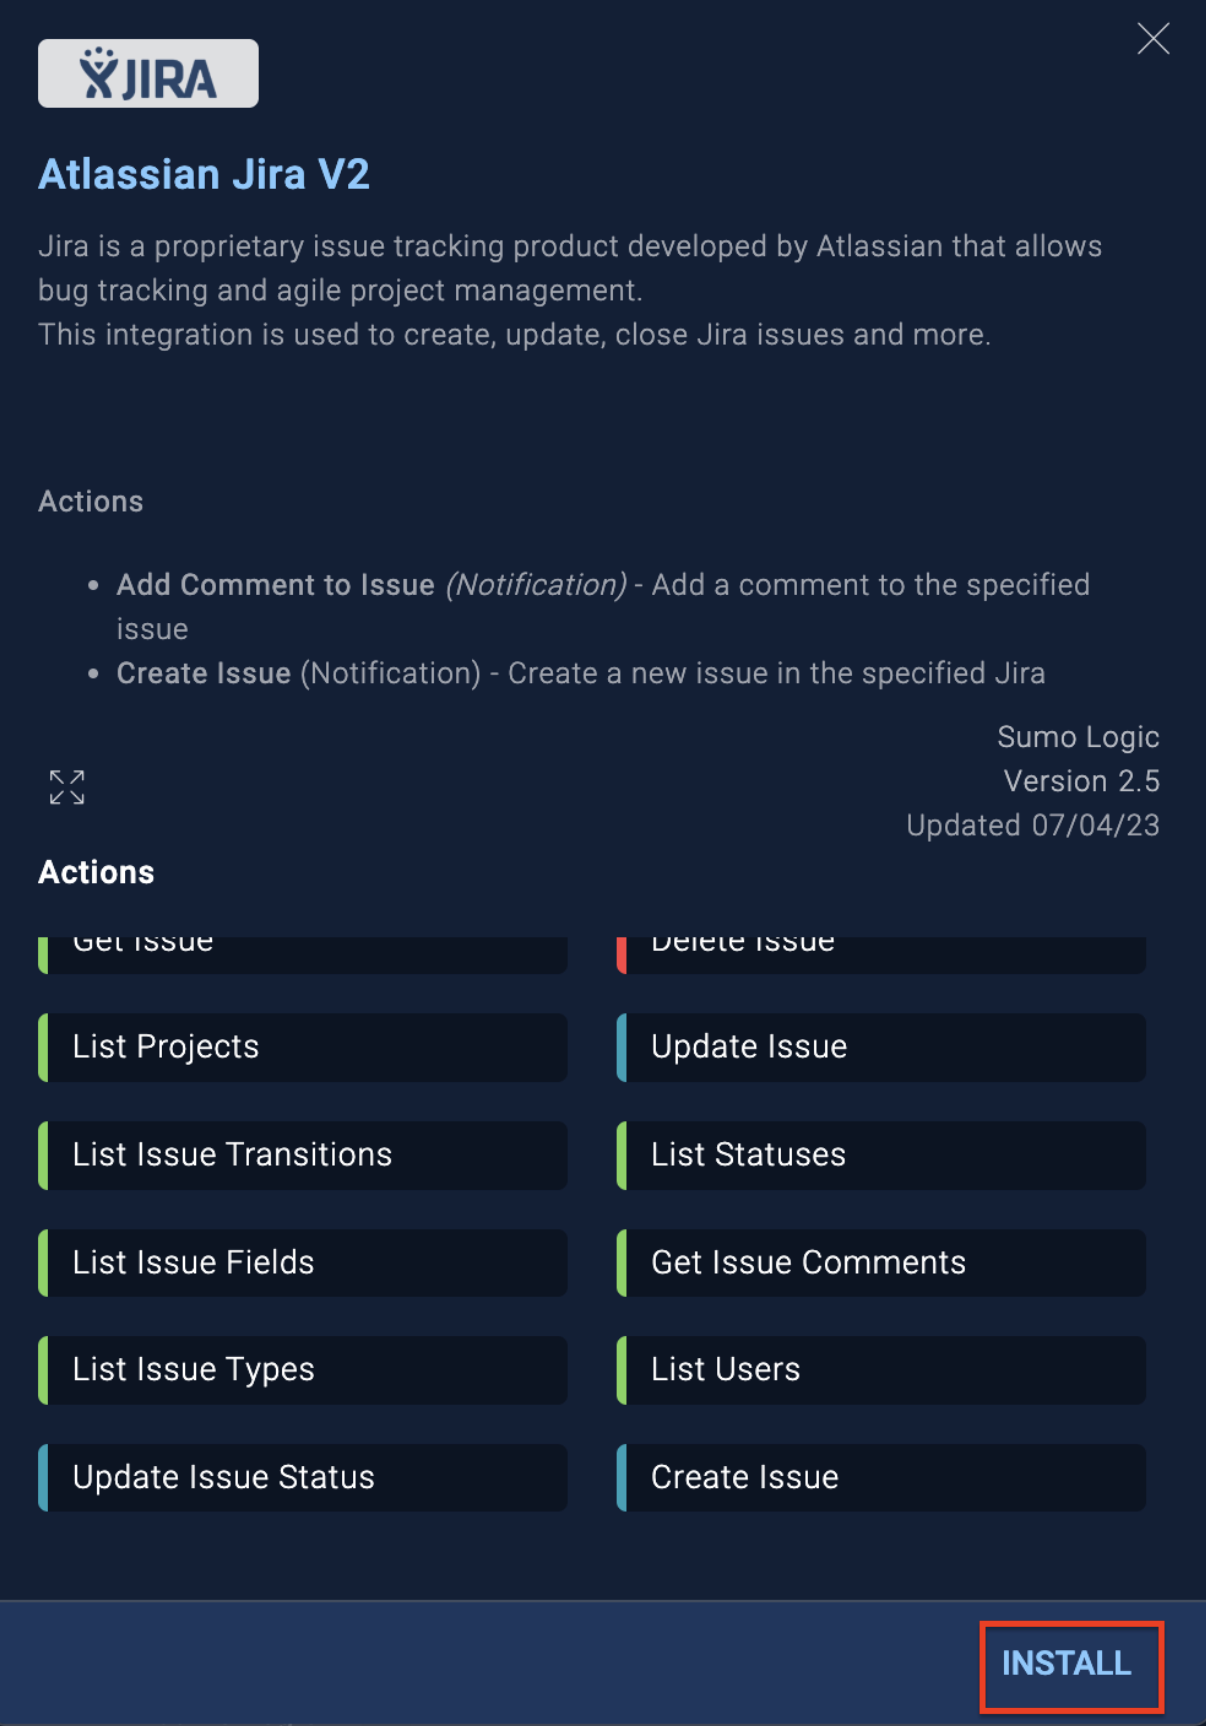 JIRA
Atlassian Jira V2
Jira is a proprietary issue tracking product developed by Atlassian that allows
bug tracking and agile project management.
This integration is used to create, update, close Jira issues and more.
Actions
• Add Comment to Issue (Notification) - Add a comment to the specified
issue
• Create Issue (Notification) - Create a new issue in the specified Jira
Sumo Logic
Version 2.5
Updated 07/04/23
Actions
Get Issue
Delete Issue
List Projects
Update Issue
List Issue Transitions
List Statuses
List Issue Fields
Get Issue Comments
List Issue Types
List Users
Update Issue Status
Create Issue
INSTALL